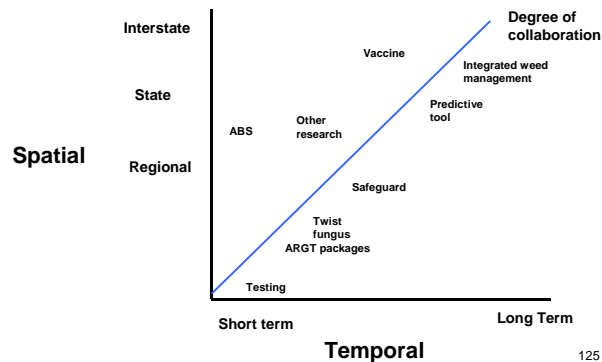 Degree of
collaboration
Interstate
Vaccine
Integrated weed
management
State
Predictive
tool
ABS
Other
research
Spatial
Regional
Safeguard
Twist
fungus
ARGT packages
Testing
Short term
Long Term
Temporal
125